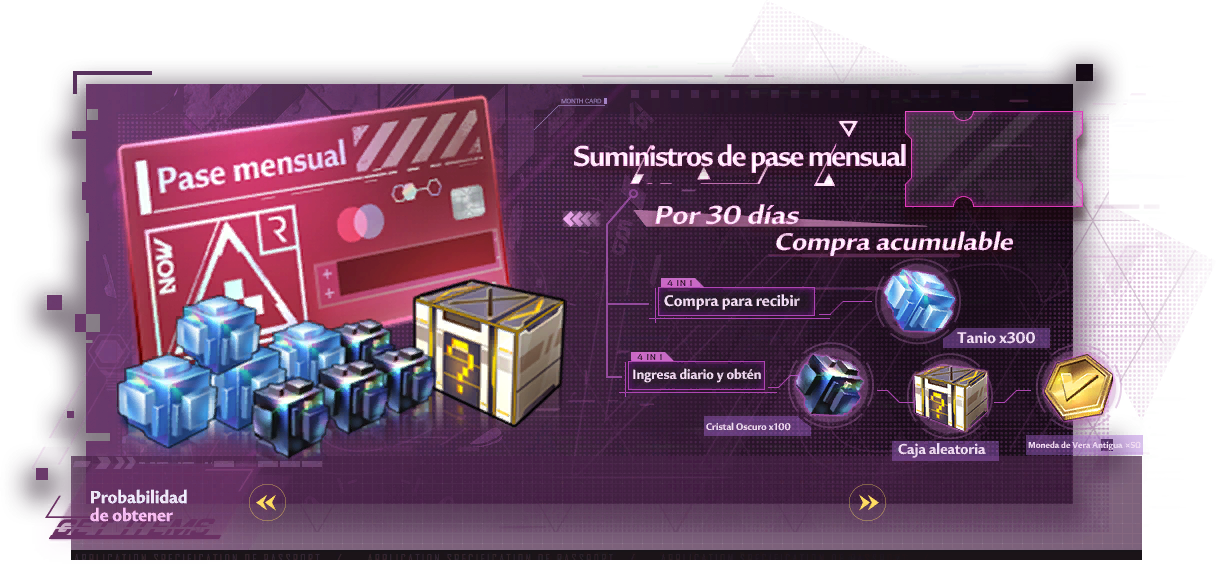 MONTH CARD
Pase mensual
NOW
R
Suministros de pase mensual
Por 30 días
Compra acumulable
4 IN 1
Compra para recibir
Tanio x300
4 IN 1
Ingresa diario y obtén
Cristal Oscuro x100
Caja aleatoria
Moneda de Vera Antigua x50
Probabilidad
de obtener
GET ITEMS
APPLICATION SPECIFICATION OF PASSPORT / APPLICATION SPECIFICATION OF PASSPORT /